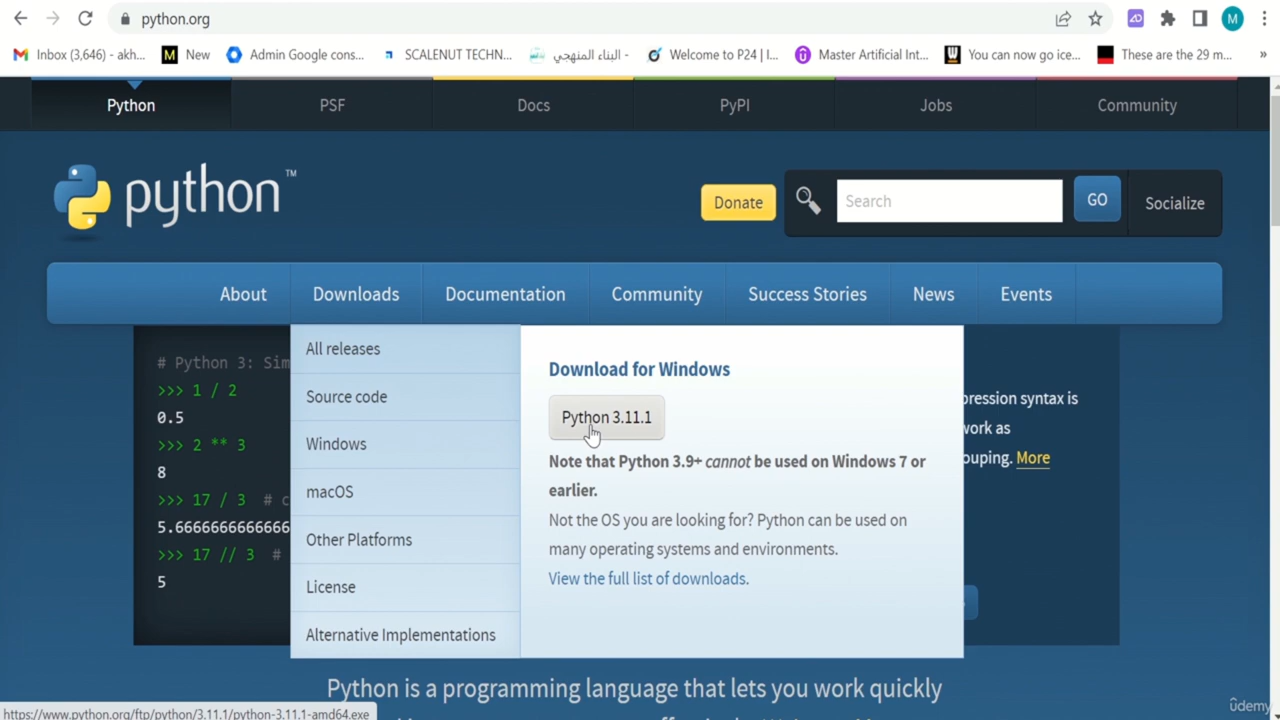 python.org
Inbox (3,646) - akh...
M New
Admin Google cons...
SCALENUT TECHN...
البناء المنهجي - ...
Welcome to P24 | I...
Master Artificial Int...
You can now go ice...
These are the 29 m...
»
M
Python
PSF
Docs
PyPI
Jobs
Community
python™
Donate
Search
GO
Socialize
About
Downloads
Documentation
Community
Success Stories
News
Events
# Python 3: Sim
>>> 1 / 2
0.5
>>> 2 ** 3
8
>>> 17 / 3 # c
5.6666666666666
>>> 17 // 3 #
5
All releases
Source code
Windows
macOS
Other Platforms
License
Alternative Implementations
Download for Windows
Python 3.11.1
Note that Python 3.9+ cannot be used on Windows 7 or
earlier.
Not the OS you are looking for? Python can be used on
many operating systems and environments.
View the full list of downloads.
pression syntax is
work as
ouping. More
Python is a programming language that lets you work quickly
https://www.python.org/ftp/python/3.11.1/python-3.11.1-amd64.exe
ûdemy